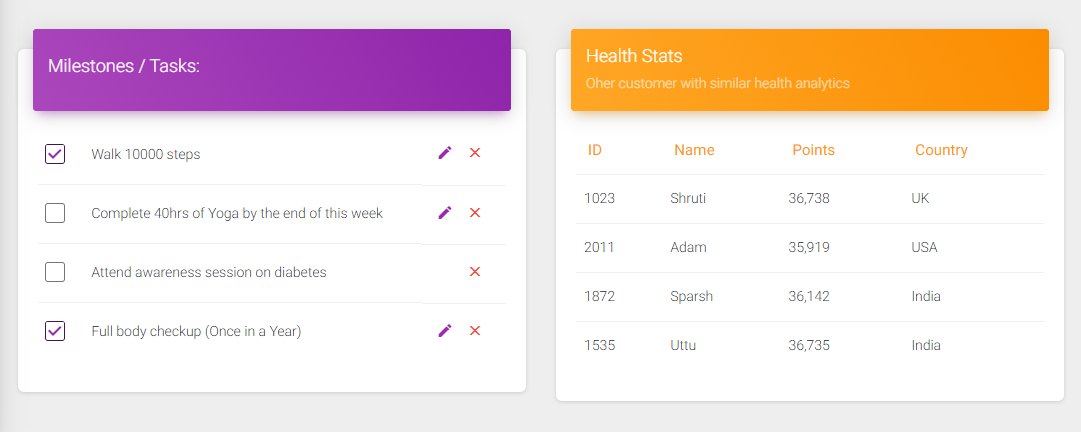 Milestones / Tasks:
Walk 10000 steps
Complete 40hrs of Yoga by the end of this week
Attend awareness session on diabetes
Full body checkup (Once in a Year)
Health Stats
Oher customer with similar health analytics
ID Name Points Country
1023 Shruti 36,738 UK
2011 Adam 35,919 USA
1872 Sparsh 36,142 India
1535 Uttu 36,735 India